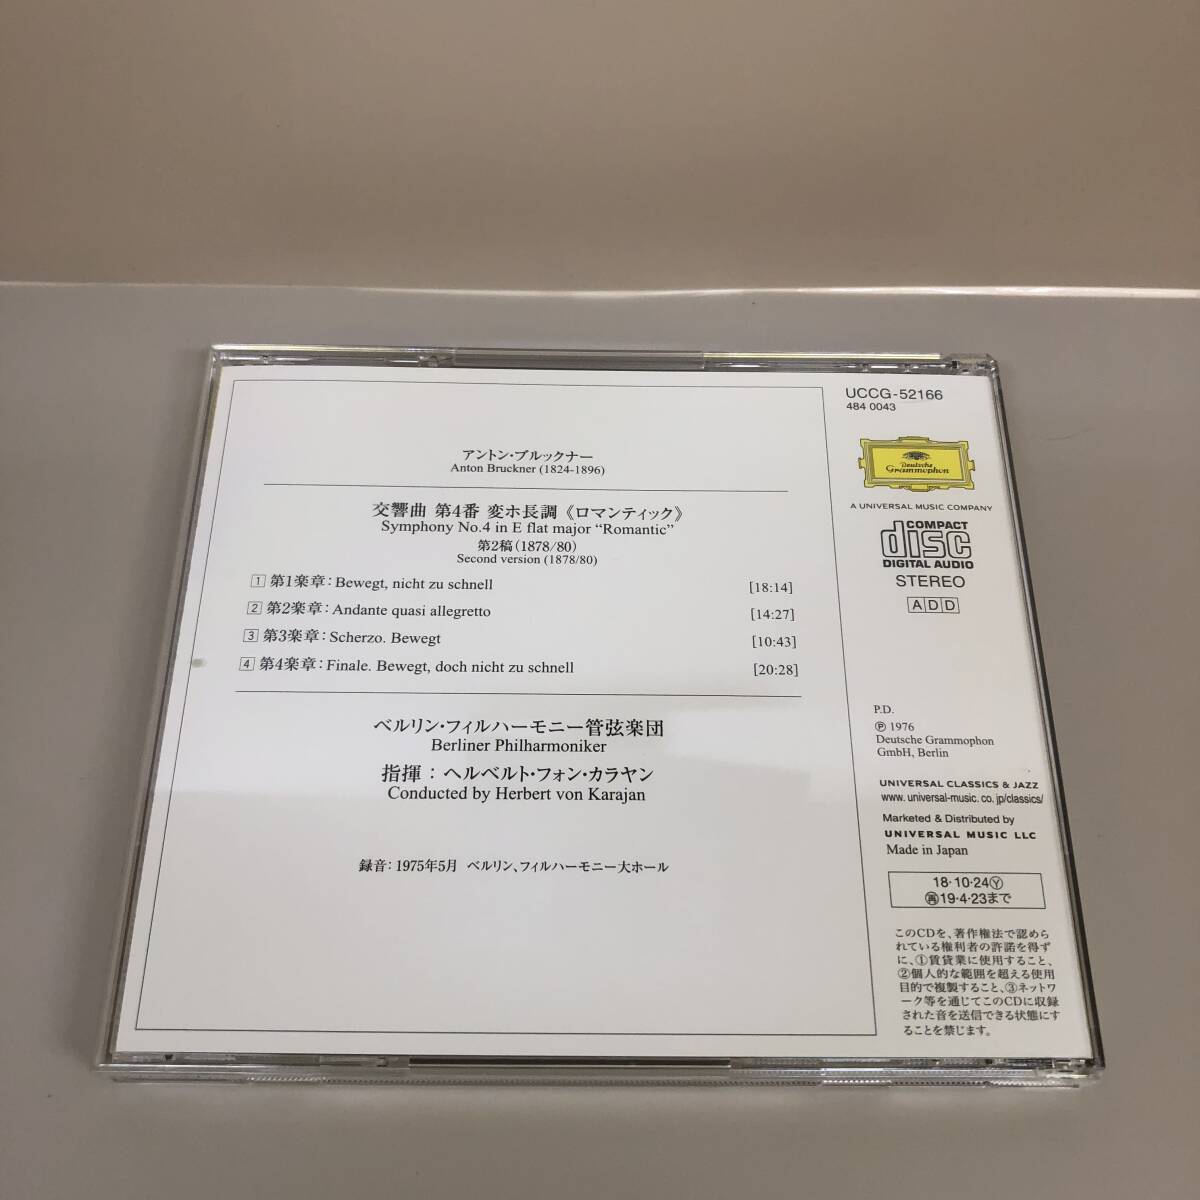 アントン・ブルックナー
Anton Bruckner (1824-1896)
交響曲 第4番 変ホ長調《ロマンティック》
Symphony No.4 in E flat major “Romantic”
第2稿(1878/80)
Second version (1878/80)
1 第1楽章: Bewegt, nicht zu schnell [18:14]
2 第2楽章: Andante quasi allegretto [14:27]
3 第3楽章: Scherzo. Bewegt [10:43]
4 第4楽章: Finale. Bewegt, doch nicht zu schnell [20:28]
ベルリン・フィルハーモニー管弦楽団
Berliner Philharmoniker
指揮: ヘルベルト・フォン・カラヤン
Conducted by Herbert von Karajan
録音: 1975年5月 ベルリン、フィルハーモニー大ホール
UCCG-52166
484 0043
Deutsche
Grammophon
A UNIVERSAL MUSIC COMPANY
COMPACT
disc
DIGITAL AUDIO
STEREO
ADD
P.D.
Ⓟ 1976
Deutsche Grammophon
GmbH, Berlin
UNIVERSAL CLASSICS & JAZZ
www.universal-music.co.jp/classics/
Marketed & Distributed by
UNIVERSAL MUSIC LLC
Made in Japan
18・10・24Ⓨ
㊞19・4・23まで
このCDを、著作権法で認めら
れている権利者の許諾を得ず
に、①賃貸業に使用すること、
②個人的な範囲を超える使用
目的で複製すること、③ネットワ
ーク等を通じてこのCDに収録
された音を送信できる状態にす
ることを禁じます。